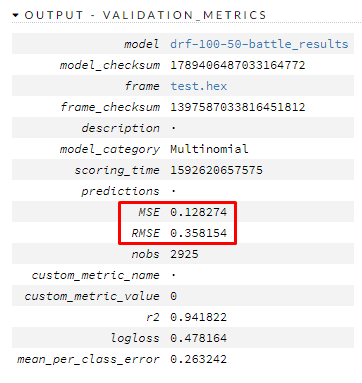 OUTPUT - VALIDATION_METRICS
model drf-100-50-battle_results
model_checksum 1789406487033164772
frame test.hex
frame_checksum 1397587033816451812
description ·
model_category Multinomial
scoring_time 1592620657575
predictions ·
MSE 0.128274
RMSE 0.358154
nobs 2925
custom_metric_name ·
custom_metric_value 0
r2 0.941822
logloss 0.478164
mean_per_class_error 0.263242